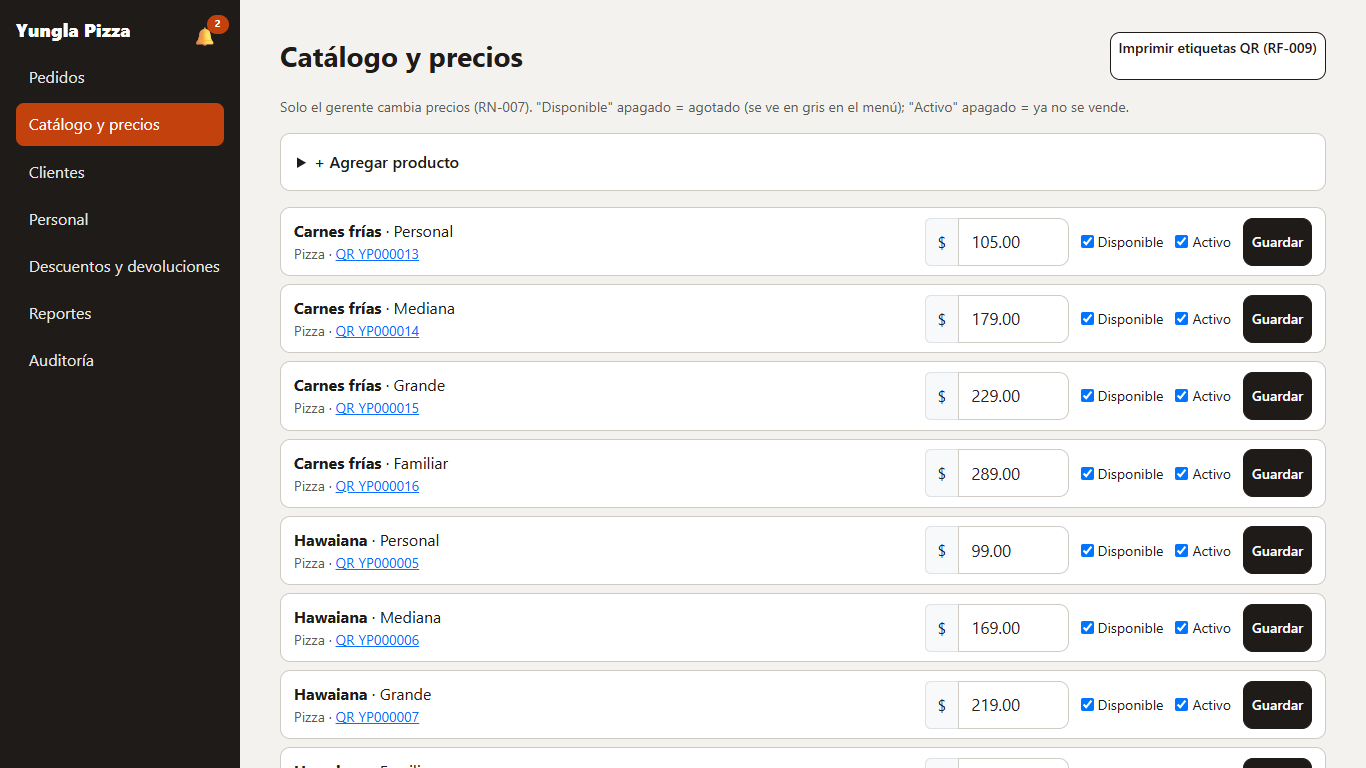 Yungla Pizza
2
Pedidos
Catálogo y precios
Clientes
Personal
Descuentos y devoluciones
Reportes
Auditoría
Catálogo y precios
Imprimir etiquetas QR (RF-009)
Solo el gerente cambia precios (RN-007). "Disponible" apagado = agotado (se ve en gris en el menú); "Activo" apagado = ya no se vende.
+ Agregar producto
Carnes frías · Personal
Pizza · QR YP000013
$ 105.00 Disponible Activo Guardar
Carnes frías · Mediana
Pizza · QR YP000014
$ 179.00 Disponible Activo Guardar
Carnes frías · Grande
Pizza · QR YP000015
$ 229.00 Disponible Activo Guardar
Carnes frías · Familiar
Pizza · QR YP000016
$ 289.00 Disponible Activo Guardar
Hawaiana · Personal
Pizza · QR YP000005
$ 99.00 Disponible Activo Guardar
Hawaiana · Mediana
Pizza · QR YP000006
$ 169.00 Disponible Activo Guardar
Hawaiana · Grande
Pizza · QR YP000007
$ 219.00 Disponible Activo Guardar